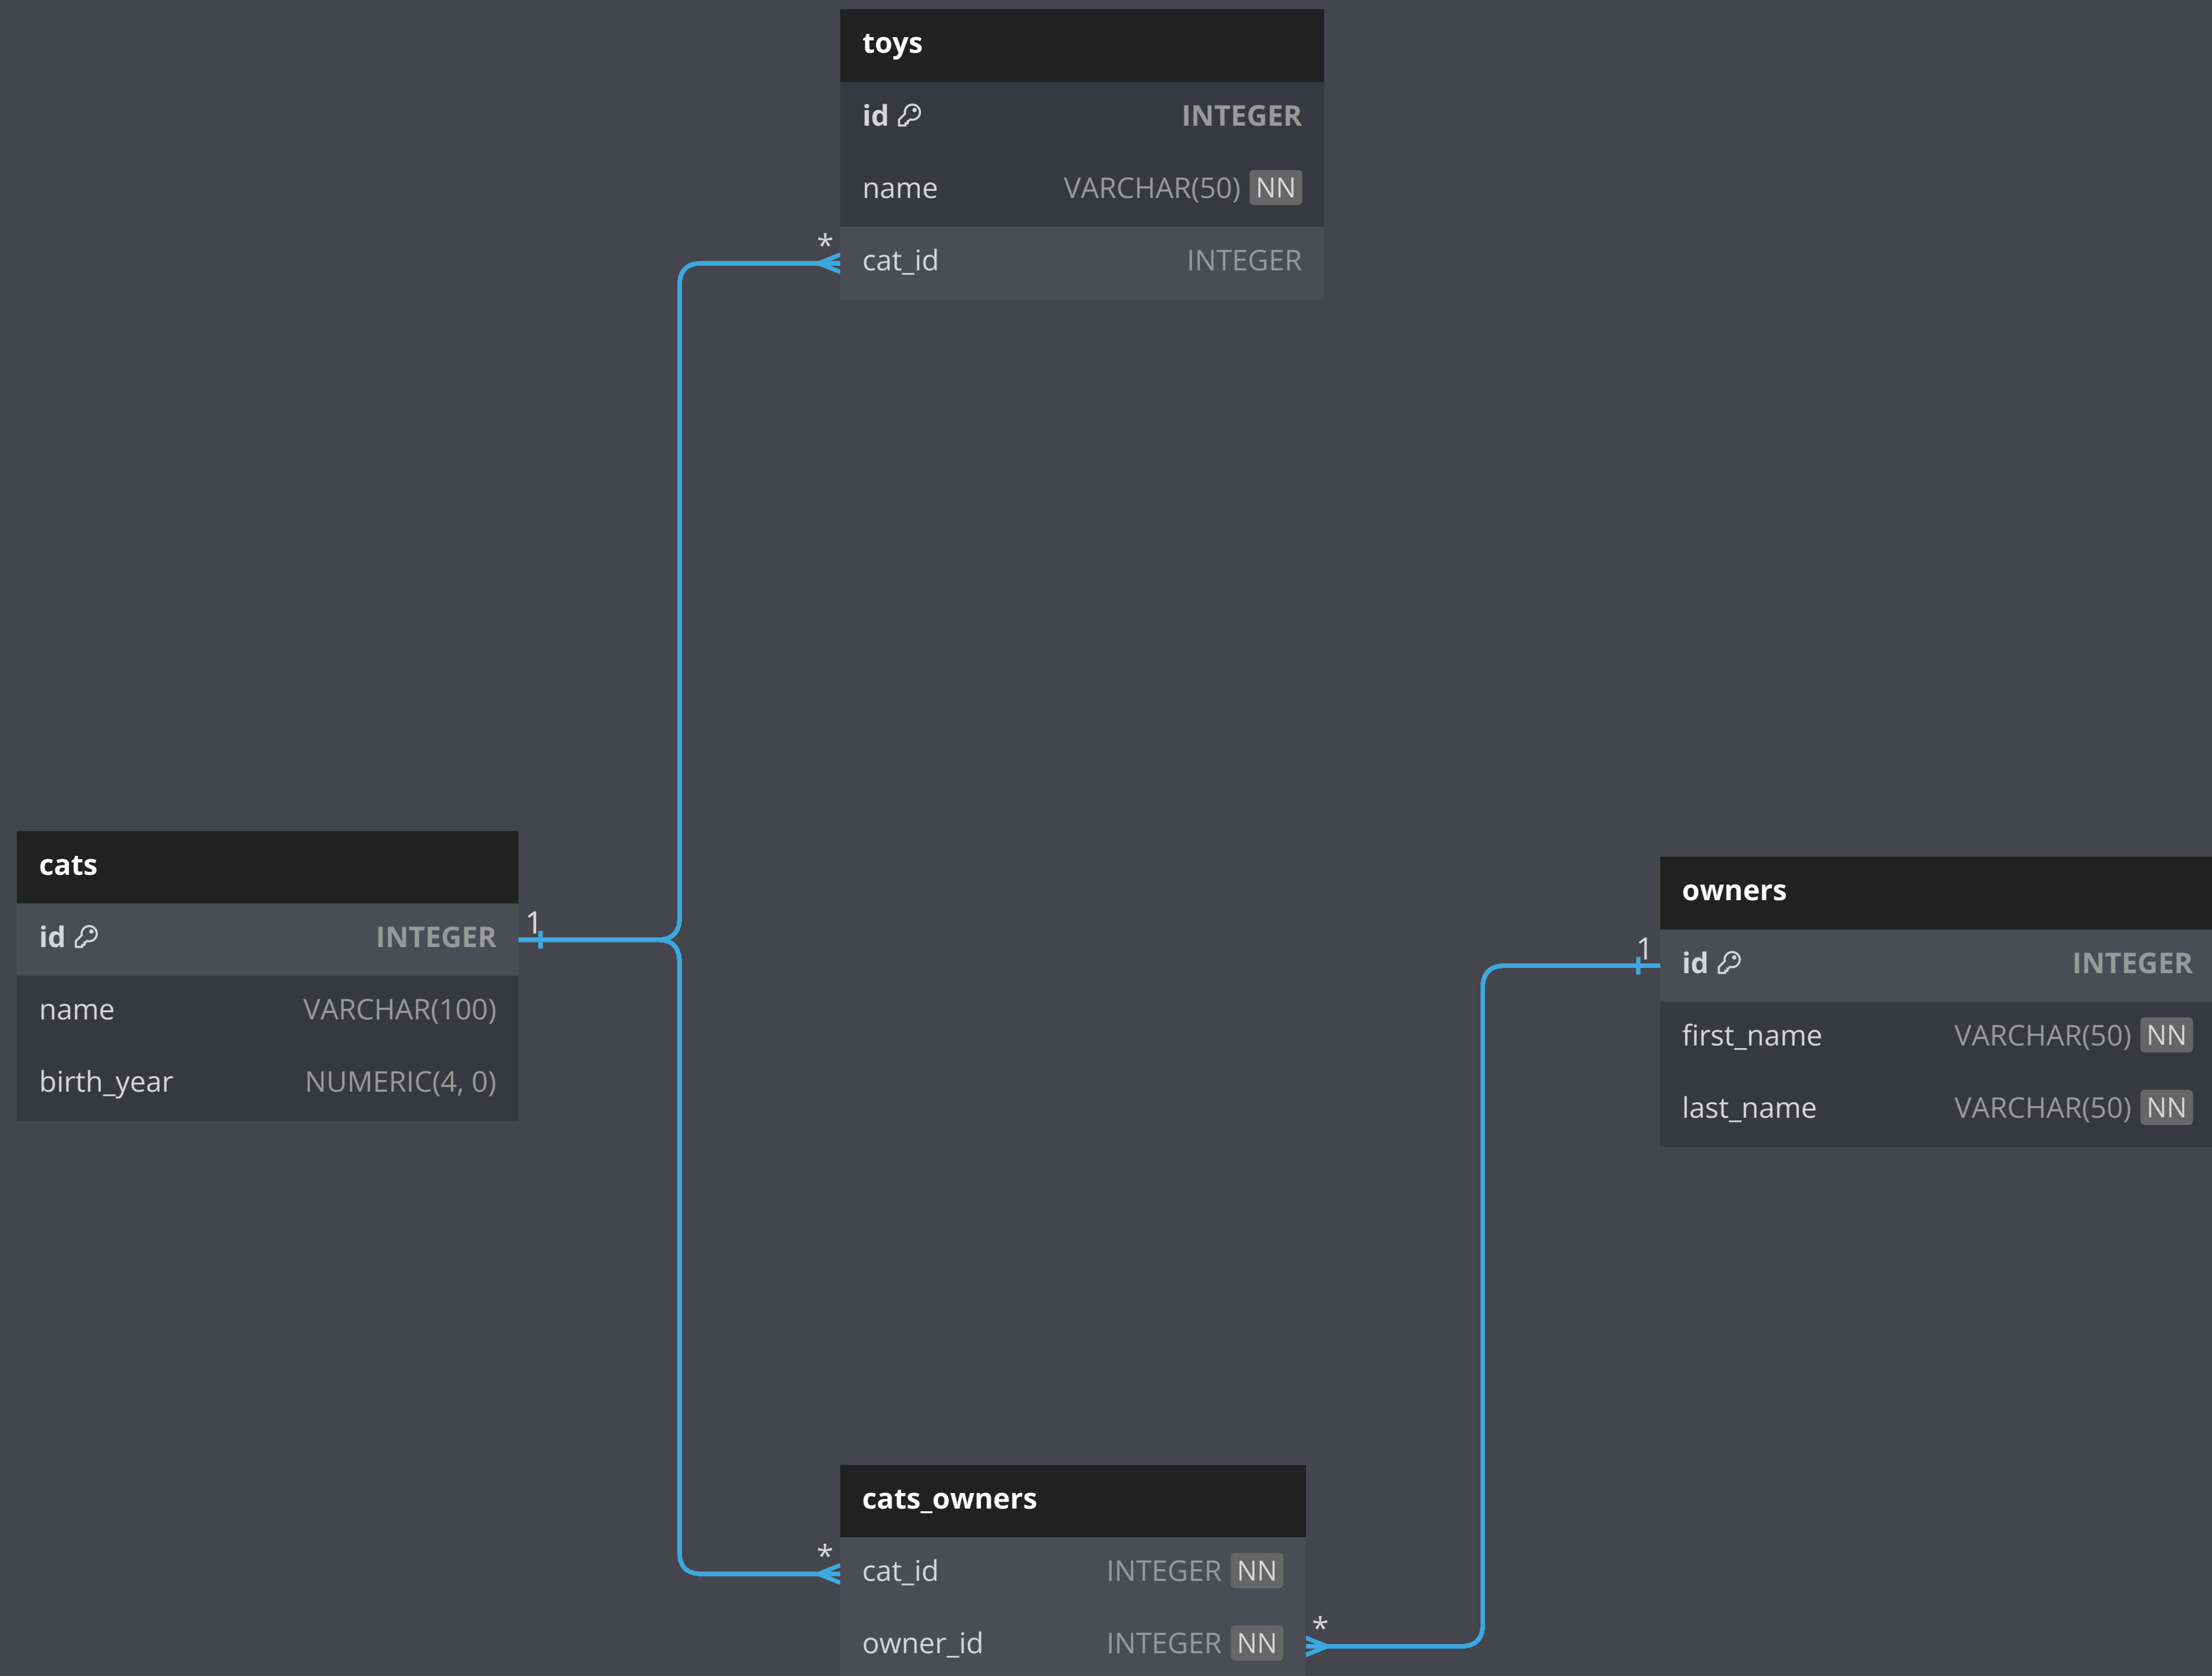 toys
id INTEGER
name VARCHAR(50) NN
*
cat_id INTEGER
cats
1
id INTEGER
name VARCHAR(100)
birth_year NUMERIC(4, 0)
owners
1
id INTEGER
first_name VARCHAR(50) NN
last_name VARCHAR(50) NN
cats_owners
*
cat_id INTEGER NN
*
owner_id INTEGER NN